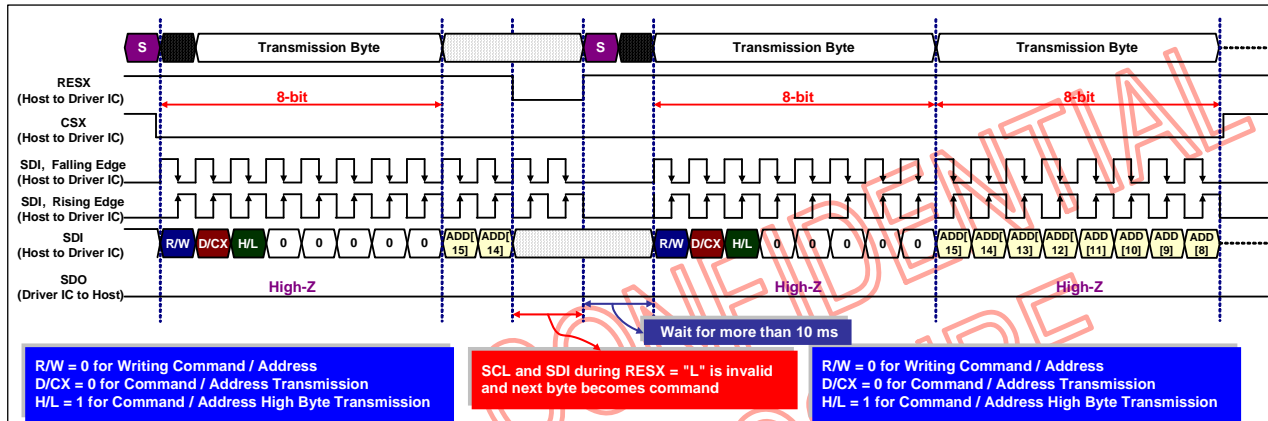 S
Transmission Byte
S
Transmission Byte
Transmission Byte
RESX
(Host to Driver IC)
8-bit
8-bit
8-bit
CSX
(Host to Driver IC)
SDI, Falling Edge
(Host to Driver IC)
SDI, Rising Edge
(Host to Driver IC)
SDI
(Host to Driver IC)
R/W D/CX H/L 0 0 0 0 0 ADD[15] ADD[14]
R/W D/CX H/L 0 0 0 0 0 ADD[15] ADD[14] ADD[13] ADD[12] ADD[11] ADD[10] ADD[9] ADD[8]
SDO
(Driver IC to Host)
High-Z
High-Z
High-Z
Wait for more than 10 ms
R/W = 0 for Writing Command / Address
D/CX = 0 for Command / Address Transmission
H/L = 1 for Command / Address High Byte Transmission
SCL and SDI during RESX = "L" is invalid
and next byte becomes command
R/W = 0 for Writing Command / Address
D/CX = 0 for Command / Address Transmission
H/L = 1 for Command / Address High Byte Transmission
CONFIDENTIAL